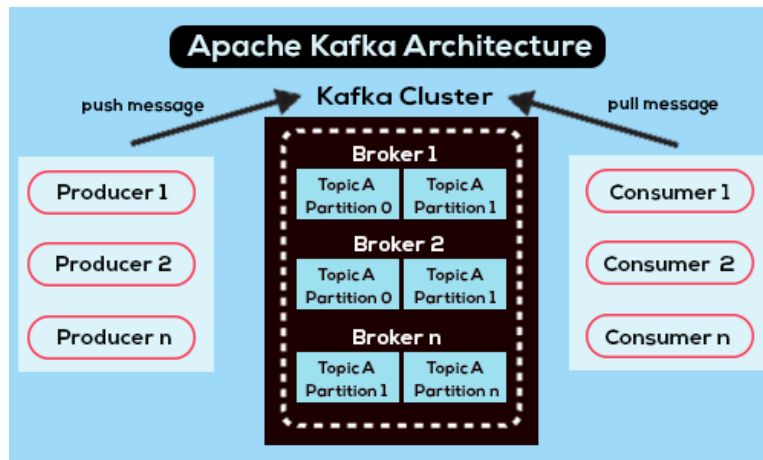 Apache Kafka Architecture
push message
Kafka Cluster
pull message
Producer 1
Producer 2
Producer n
Broker 1
Topic A
Partition 0
Topic A
Partition 1
Broker 2
Topic A
Partition 0
Topic A
Partition 1
Broker n
Topic A
Partition 1
Topic A
Partition n
Consumer 1
Consumer 2
Consumer n